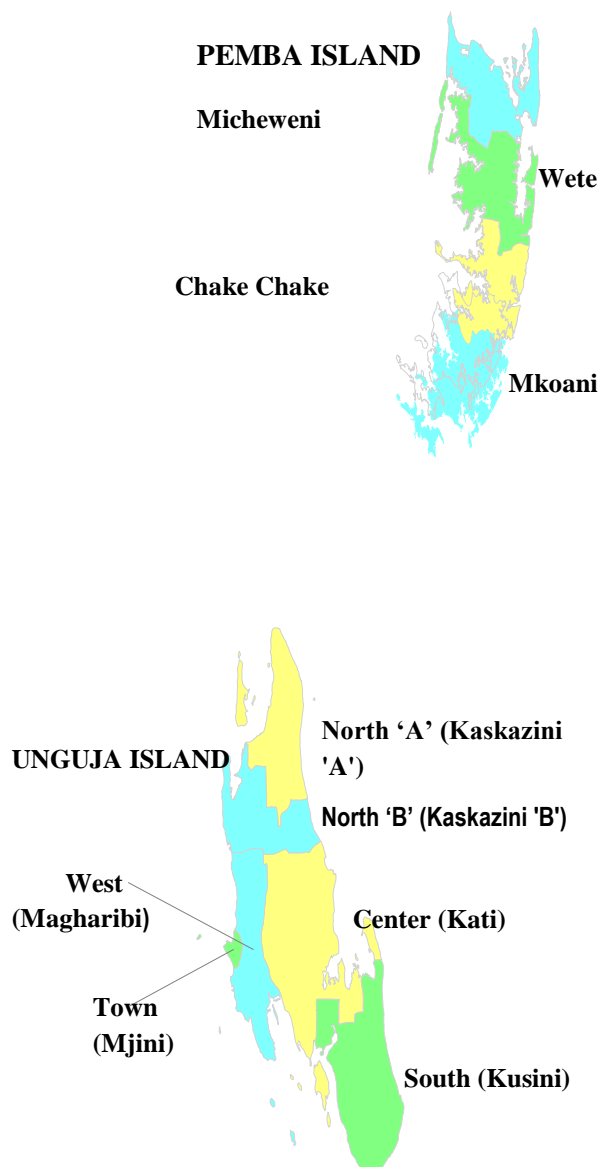 PEMBA ISLAND
Micheweni
Wete
Chake Chake
Mkoani
North ‘A’ (Kaskazini
'A')
UNGUJA ISLAND
North ‘B’ (Kaskazini 'B')
West
(Magharibi)
Center (Kati)
Town
(Mjini)
South (Kusini)